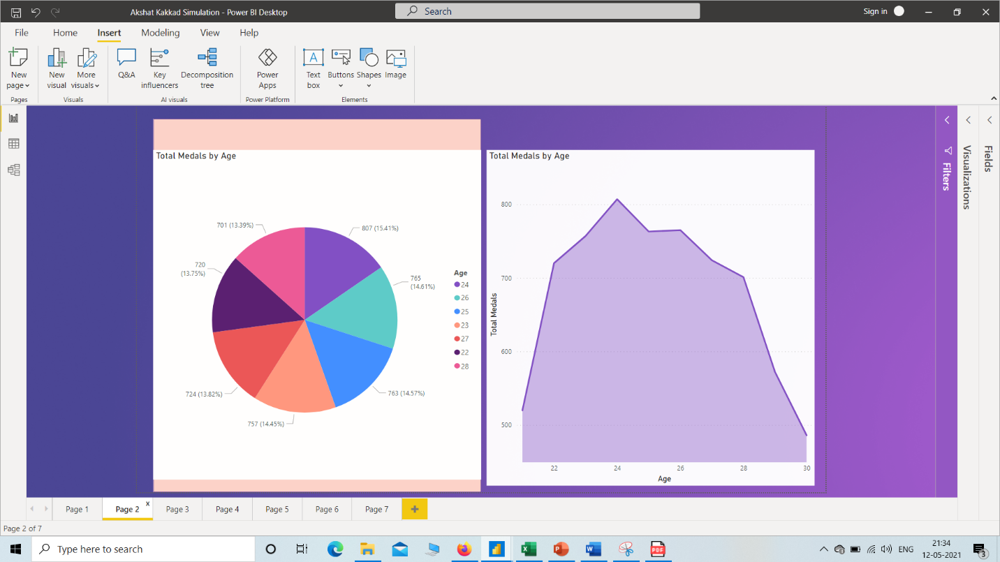 Akshat Kakkad Simulation - Power BI Desktop
Search
Sign in
File Home Insert Modeling View Help
New page
New visual
More visuals
Q&A
Key influencers
Decomposition tree
Power Apps
Text box
Buttons
Shapes
Image
Pages
Visuals
AI visuals
Power Platform
Elements
Total Medals by Age
701 (13.39%)
807 (15.41%)
720
(13.75%)
765
(14.61%)
724 (13.82%)
763 (14.57%)
757 (14.45%)
Age
24
26
25
23
27
22
28
Total Medals by Age
800
700
600
500
Total Medals
22 24 26 28 30
Age
Filters
Visualizations
Fields
Page 1
Page 2 x
Page 3
Page 4
Page 5
Page 6
Page 7
+
Page 2 of 7
Type here to search
PDF
ENG
21:34
12-05-2021
3